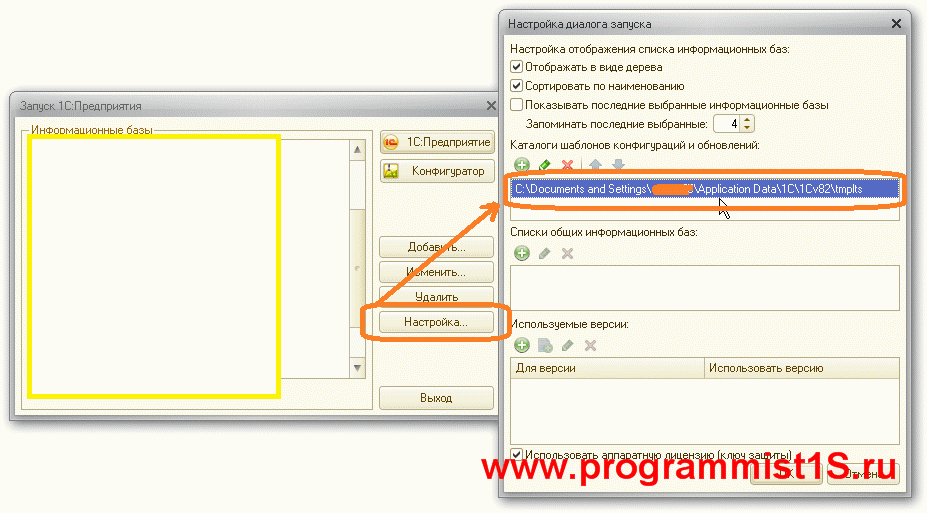 Запуск 1С:Предприятия
Информационные базы
1С:Предприятие
Конфигуратор
Добавить...
Изменить...
Удалить
Настройка...
Выход
Настройка диалога запуска
Настройка отображения списка информационных баз:
Отображать в виде дерева
Сортировать по наименованию
Показывать последние выбранные информационные базы
Запоминать последние выбранные: 4
Каталоги шаблонов конфигураций и обновлений:
C:\Documents and Settings\ \Application Data\1C\1Cv82\tmplts
Списки общих информационных баз:
Используемые версии:
Для версии Использовать версию
Использовать аппаратную лицензию (ключ защиты)
www.programmist1S.ru
OK Отмена